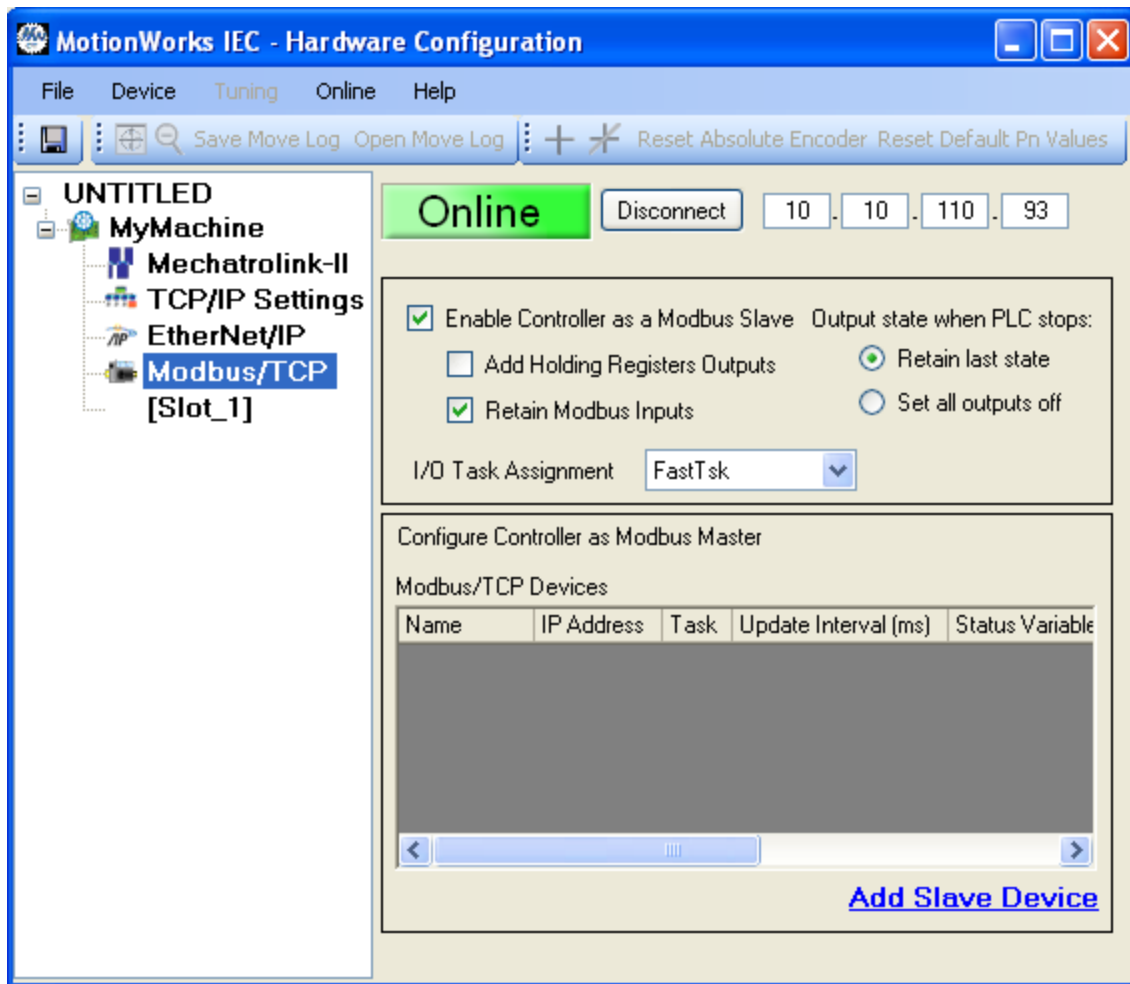 MotionWorks IEC - Hardware Configuration
File Device Tuning Online Help
Save Move Log Open Move Log Reset Absolute Encoder Reset Default Pn Values
UNTITLED
MyMachine
Mechatrolink-II
TCP/IP Settings
EtherNet/IP
Modbus/TCP
[Slot_1]
Online Disconnect 10 . 10 . 110 . 93
Enable Controller as a Modbus Slave Output state when PLC stops:
Add Holding Registers Outputs Retain last state
Retain Modbus Inputs Set all outputs off
I/O Task Assignment FastTsk
Configure Controller as Modbus Master
Modbus/TCP Devices
Name IP Address Task Update Interval (ms) Status Variable
Add Slave Device